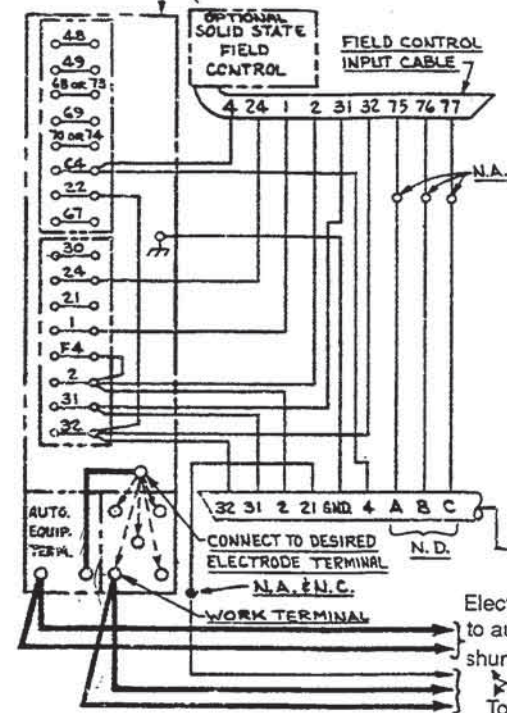 OPTIONAL
SOLID STATE
FIELD
CONTROL
FIELD CONTROL
INPUT CABLE
4 24 1 2 31 32 75 76 77
N.A.
48
49
68 OR 73
69
70 OR 74
C4
22
67
30
24
21
1
F4
2
31
32
32 31 2 21 GND. 4 A B C
N.D.
AUTO.
EQUIP.
TERM.
CONNECT TO DESIRED
ELECTRODE TERMINAL
N.A. & N.C.
WORK TERMINAL
Elect
to au
shun
To